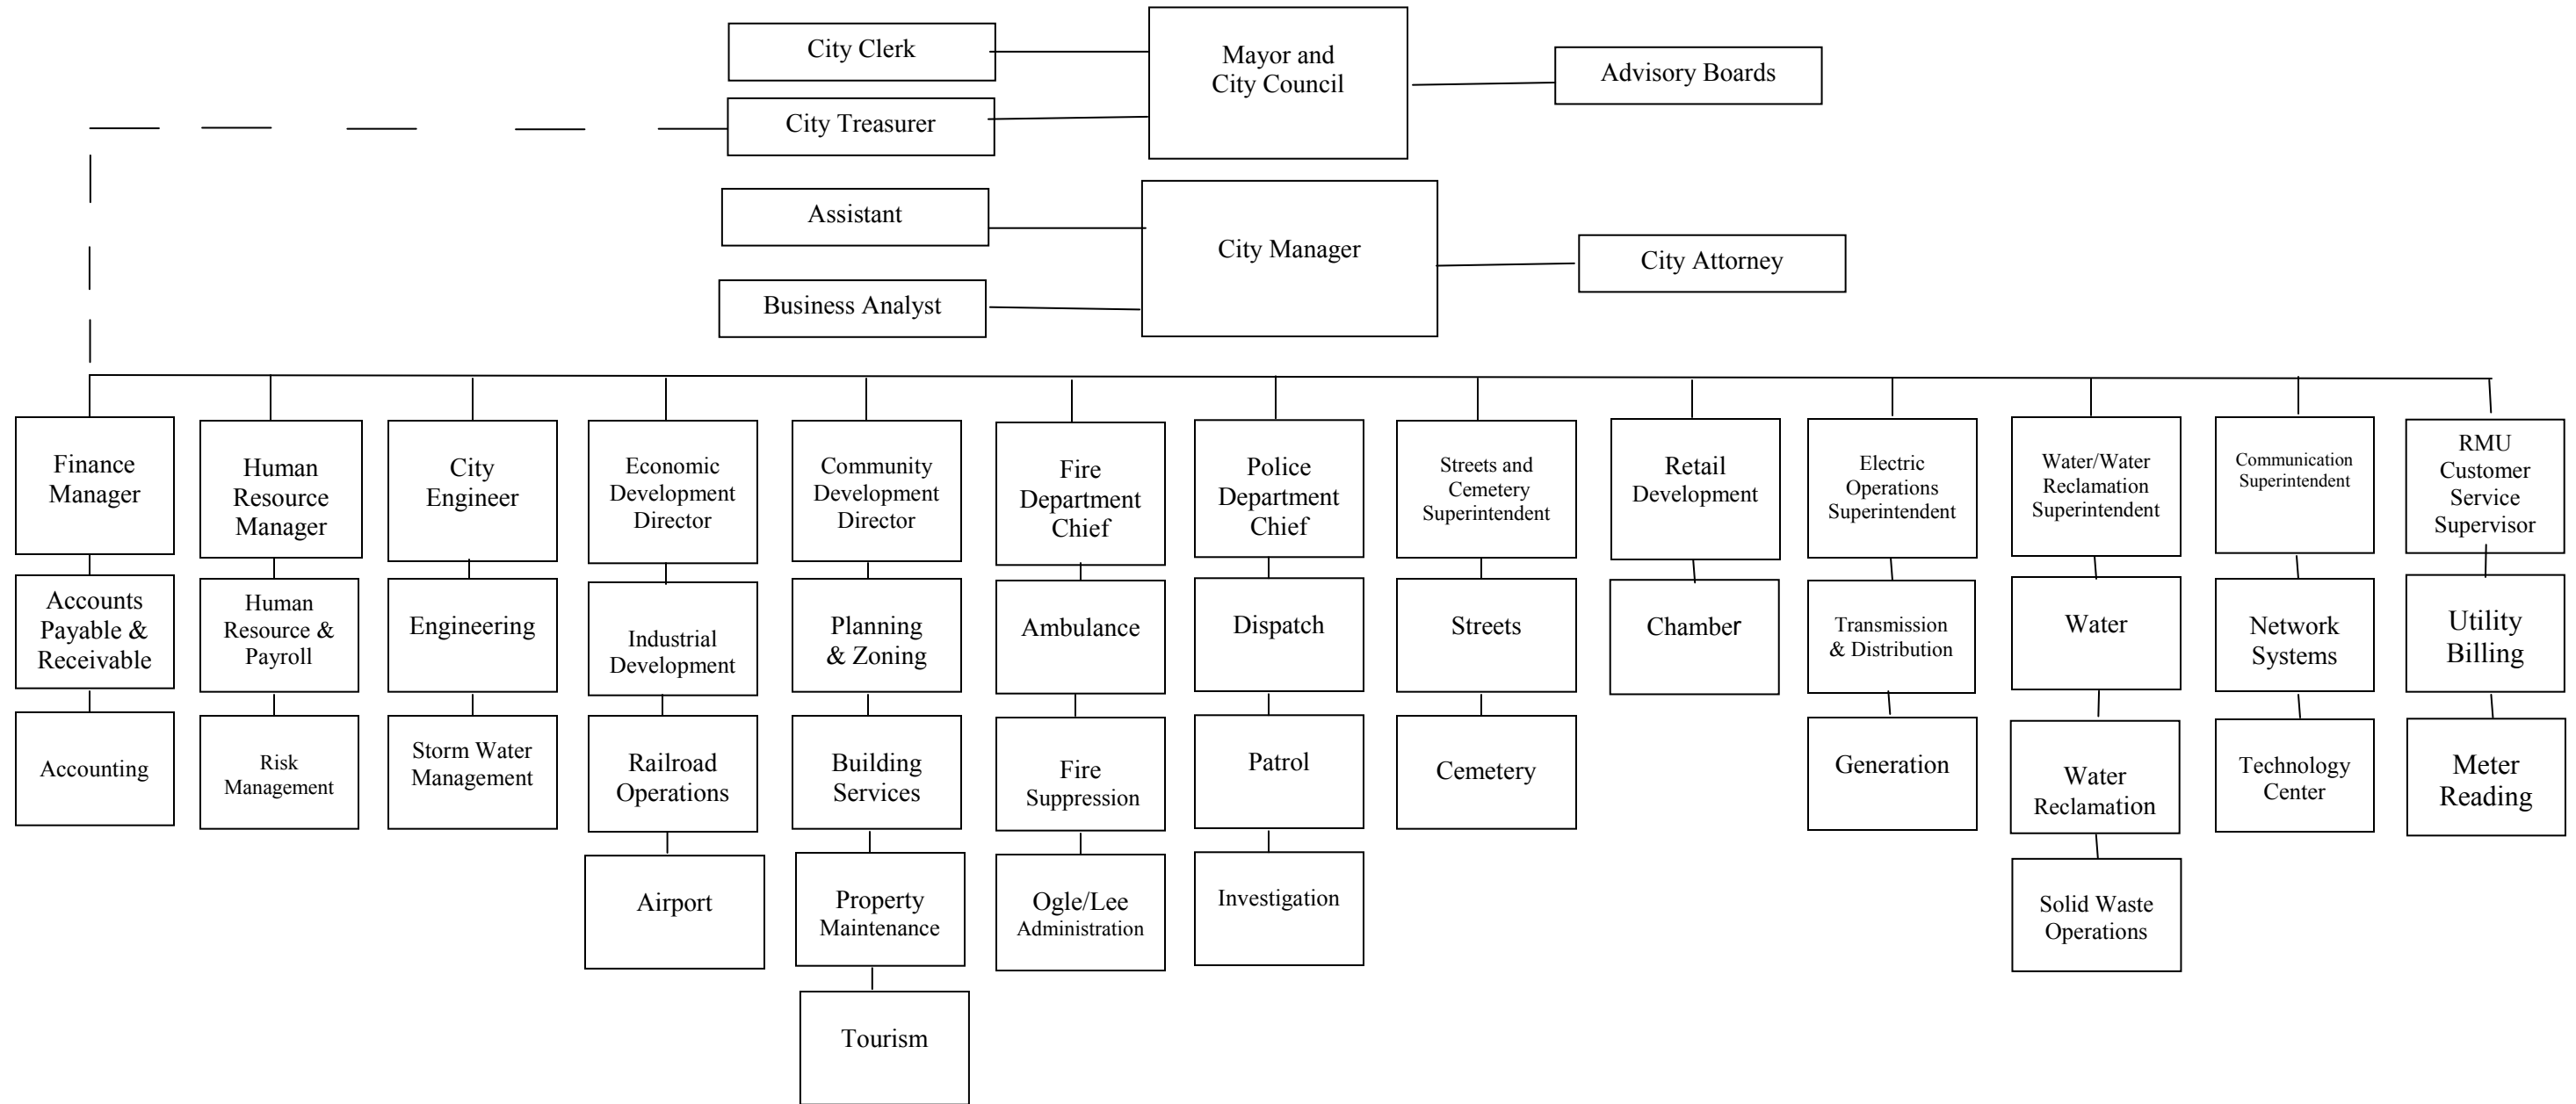 City Clerk
Mayor and
City Council
Advisory Boards
City Treasurer
Assistant
City Manager
City Attorney
Business Analyst
Finance
Manager
Human
Resource
Manager
City
Engineer
Economic
Development
Director
Community
Development
Director
Fire
Department
Chief
Police
Department
Chief
Streets and
Cemetery
Superintendent
Retail
Development
Electric
Operations
Superintendent
Water/Water
Reclamation
Superintendent
Communication
Superintendent
RMU
Customer
Service
Supervisor
Accounts
Payable &
Receivable
Human
Resource &
Payroll
Engineering
Industrial
Development
Planning
& Zoning
Ambulance
Dispatch
Streets
Chamber
Transmission
& Distribution
Water
Network
Systems
Utility
Billing
Accounting
Risk
Management
Storm Water
Management
Railroad
Operations
Building
Services
Fire
Suppression
Patrol
Cemetery
Generation
Water
Reclamation
Technology
Center
Meter
Reading
Airport
Property
Maintenance
Ogle/Lee
Administration
Investigation
Solid Waste
Operations
Tourism